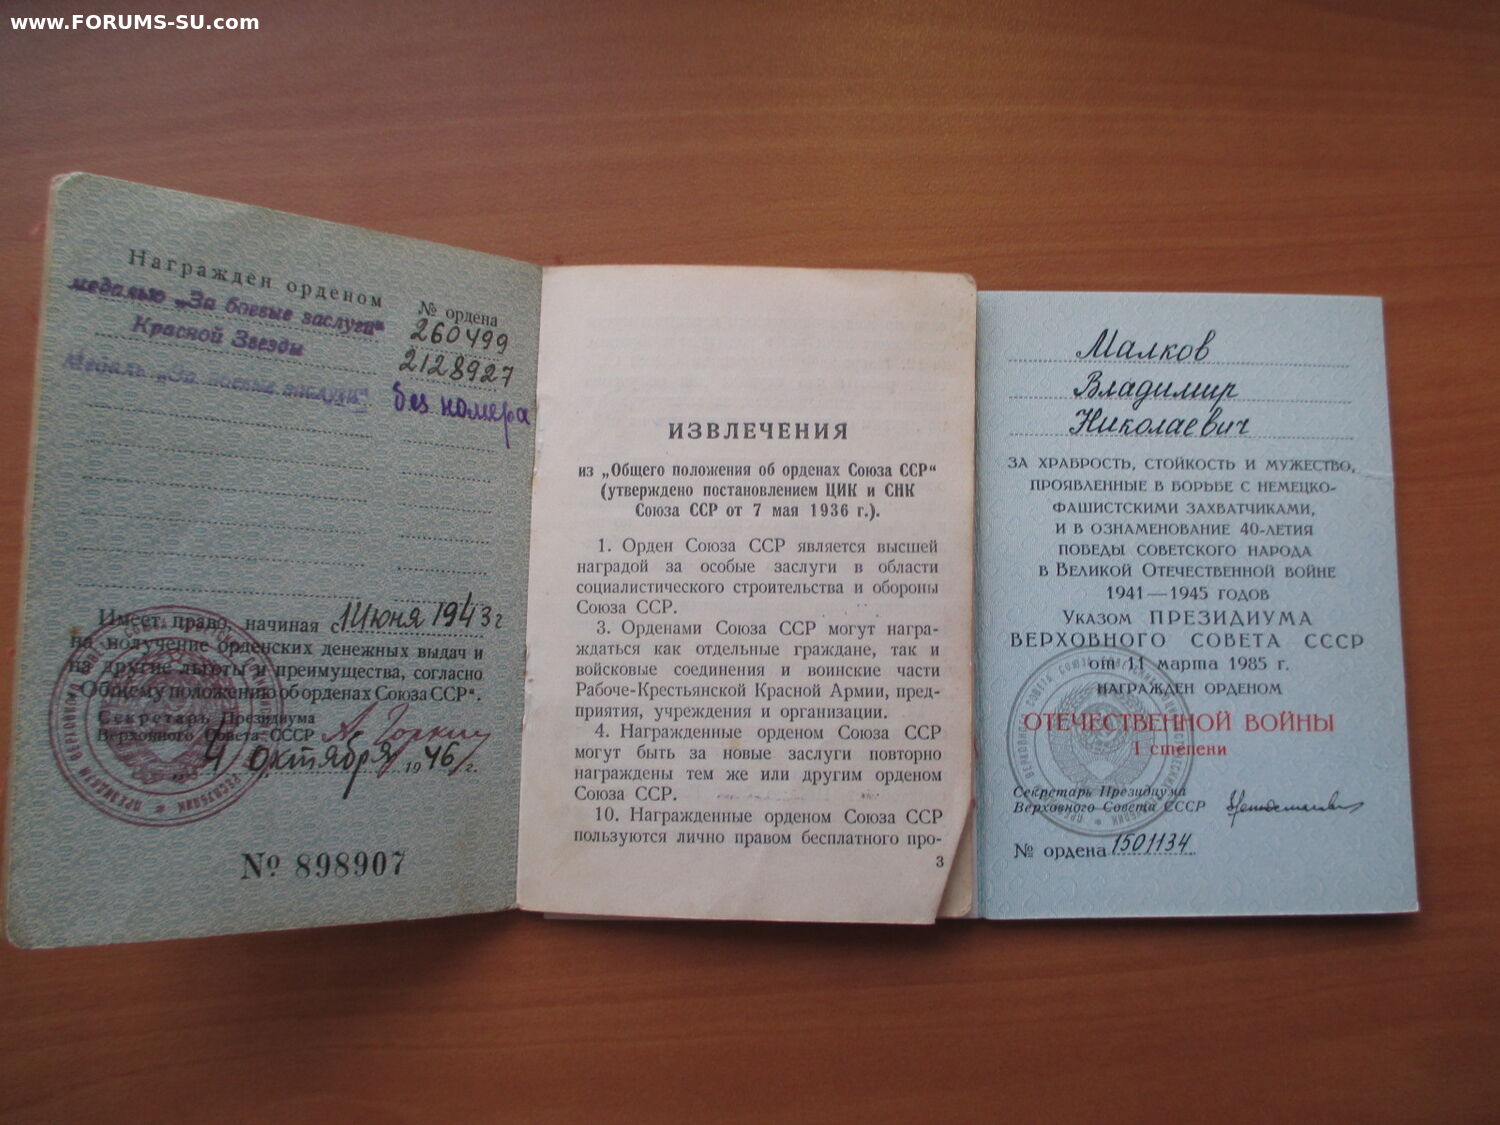 www.FORUMS-SU.com
Награжден орденом
№ ордена
медалью „За боевые заслуги“ 260499
Красной Звезды 2128927
Медаль „За боевые заслуги“ без номера
Имеет право, начиная с 1 Июня 1943 г
на получение орденских денежных выдач и
на другие льготы и преимущества, согласно
„Общему положению об орденах Союза ССР“.
Секретарь Президиума
Верховного Совета СССР А. Горкин
4 октября 1946 г.
№ 898907
ИЗВЛЕЧЕНИЯ
из „Общего положения об орденах Союза ССР“
(утверждено постановлением ЦИК и СНК
Союза ССР от 7 мая 1936 г.).
1. Орден Союза ССР является высшей
наградой за особые заслуги в области
социалистического строительства и обороны
Союза ССР.
3. Орденами Союза ССР могут награ-
ждаться как отдельные граждане, так и
войсковые соединения и воинские части
Рабоче-Крестьянской Красной Армии, пред-
приятия, учреждения и организации.
4. Награжденные орденом Союза ССР
могут быть за новые заслуги повторно
награждены тем же или другим орденом
Союза ССР.
10. Награжденные орденом Союза ССР
пользуются лично правом бесплатного про-
3
Малков
Владимир
Николаевич
ЗА ХРАБРОСТЬ, СТОЙКОСТЬ И МУЖЕСТВО,
ПРОЯВЛЕННЫЕ В БОРЬБЕ С НЕМЕЦКО-
ФАШИСТСКИМИ ЗАХВАТЧИКАМИ,
И В ОЗНАМЕНОВАНИЕ 40-ЛЕТИЯ
ПОБЕДЫ СОВЕТСКОГО НАРОДА
В ВЕЛИКОЙ ОТЕЧЕСТВЕННОЙ ВОЙНЕ
1941—1945 ГОДОВ
УКАЗОМ ПРЕЗИДИУМА
ВЕРХОВНОГО СОВЕТА СССР
от 11 марта 1985 г.
НАГРАЖДЕН ОРДЕНОМ
ОТЕЧЕСТВЕННОЙ ВОЙНЫ
I степени
Секретарь Президиума
Верховного Совета СССР
№ ордена 1501134